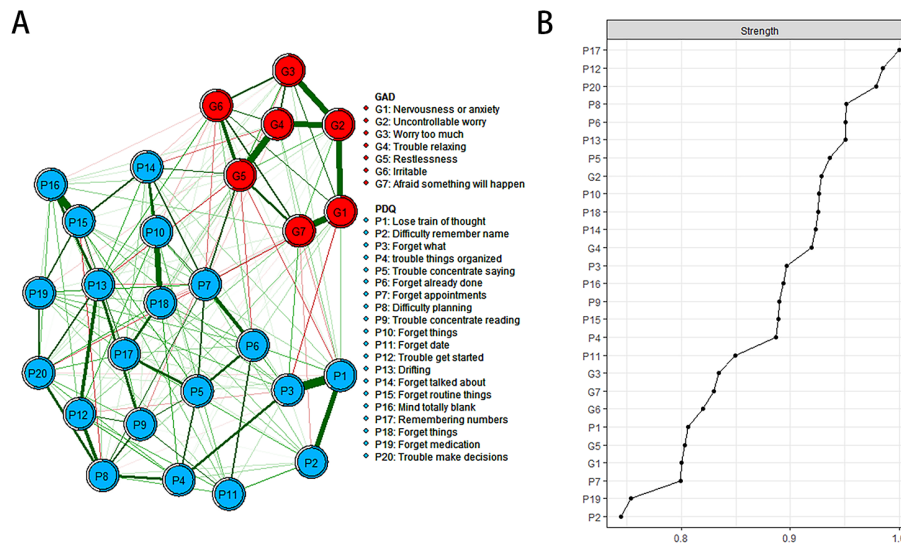 A
B
G3
G6
G4
G2
G5
G1
G7
P14
P16
P15
P10
P13
P7
P19
P18
P17
P6
P20
P5
P3
P1
P12
P9
P2
P8
P4
P11
GAD
G1: Nervousness or anxiety
G2: Uncontrollable worry
G3: Worry too much
G4: Trouble relaxing
G5: Restlessness
G6: Irritable
G7: Afraid something will happen
PDQ
P1: Lose train of thought
P2: Difficulty remember name
P3: Forget what
P4: trouble things organized
P5: Trouble concentrate saying
P6: Forget already done
P7: Forget appointments
P8: Difficulty planning
P9: Trouble concentrate reading
P10: Forget things
P11: Forget date
P12: Trouble get started
P13: Drifting
P14: Forget talked about
P15: Forget routine things
P16: Mind totally blank
P17: Remembering numbers
P18: Forget things
P19: Forget medication
P20: Trouble make decisions
Strength
P17
P12
P20
P8
P6
P13
P5
G2
P10
P18
P14
G4
P3
P16
P9
P15
P4
P11
G3
G7
G6
P1
G5
G1
P7
P19
P2
0.8 0.9 1.0